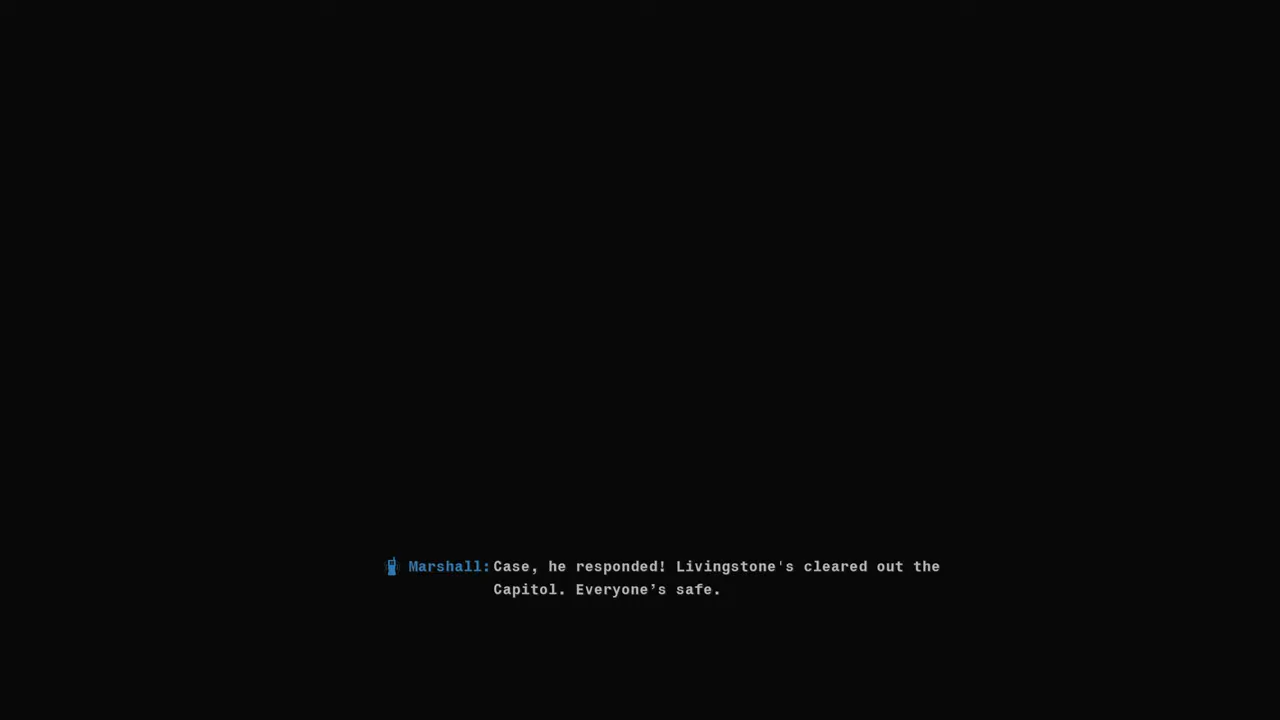 Marshall: Case, he responded! Livingstone's cleared out the
Capitol. Everyone’s safe.